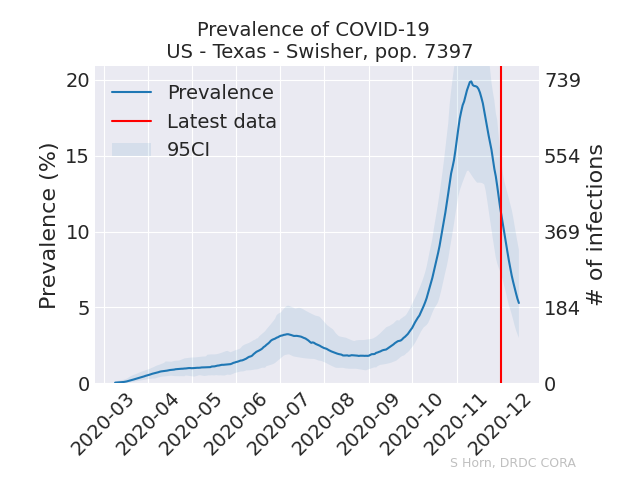 Prevalence of COVID-19
US - Texas - Swisher, pop. 7397
Prevalence (%)
20
15
10
5
0
Prevalence
Latest data
95CI
739
554
369
184
0
# of infections
2020-03
2020-04
2020-05
2020-06
2020-07
2020-08
2020-09
2020-10
2020-11
2020-12
S Horn, DRDC CORA